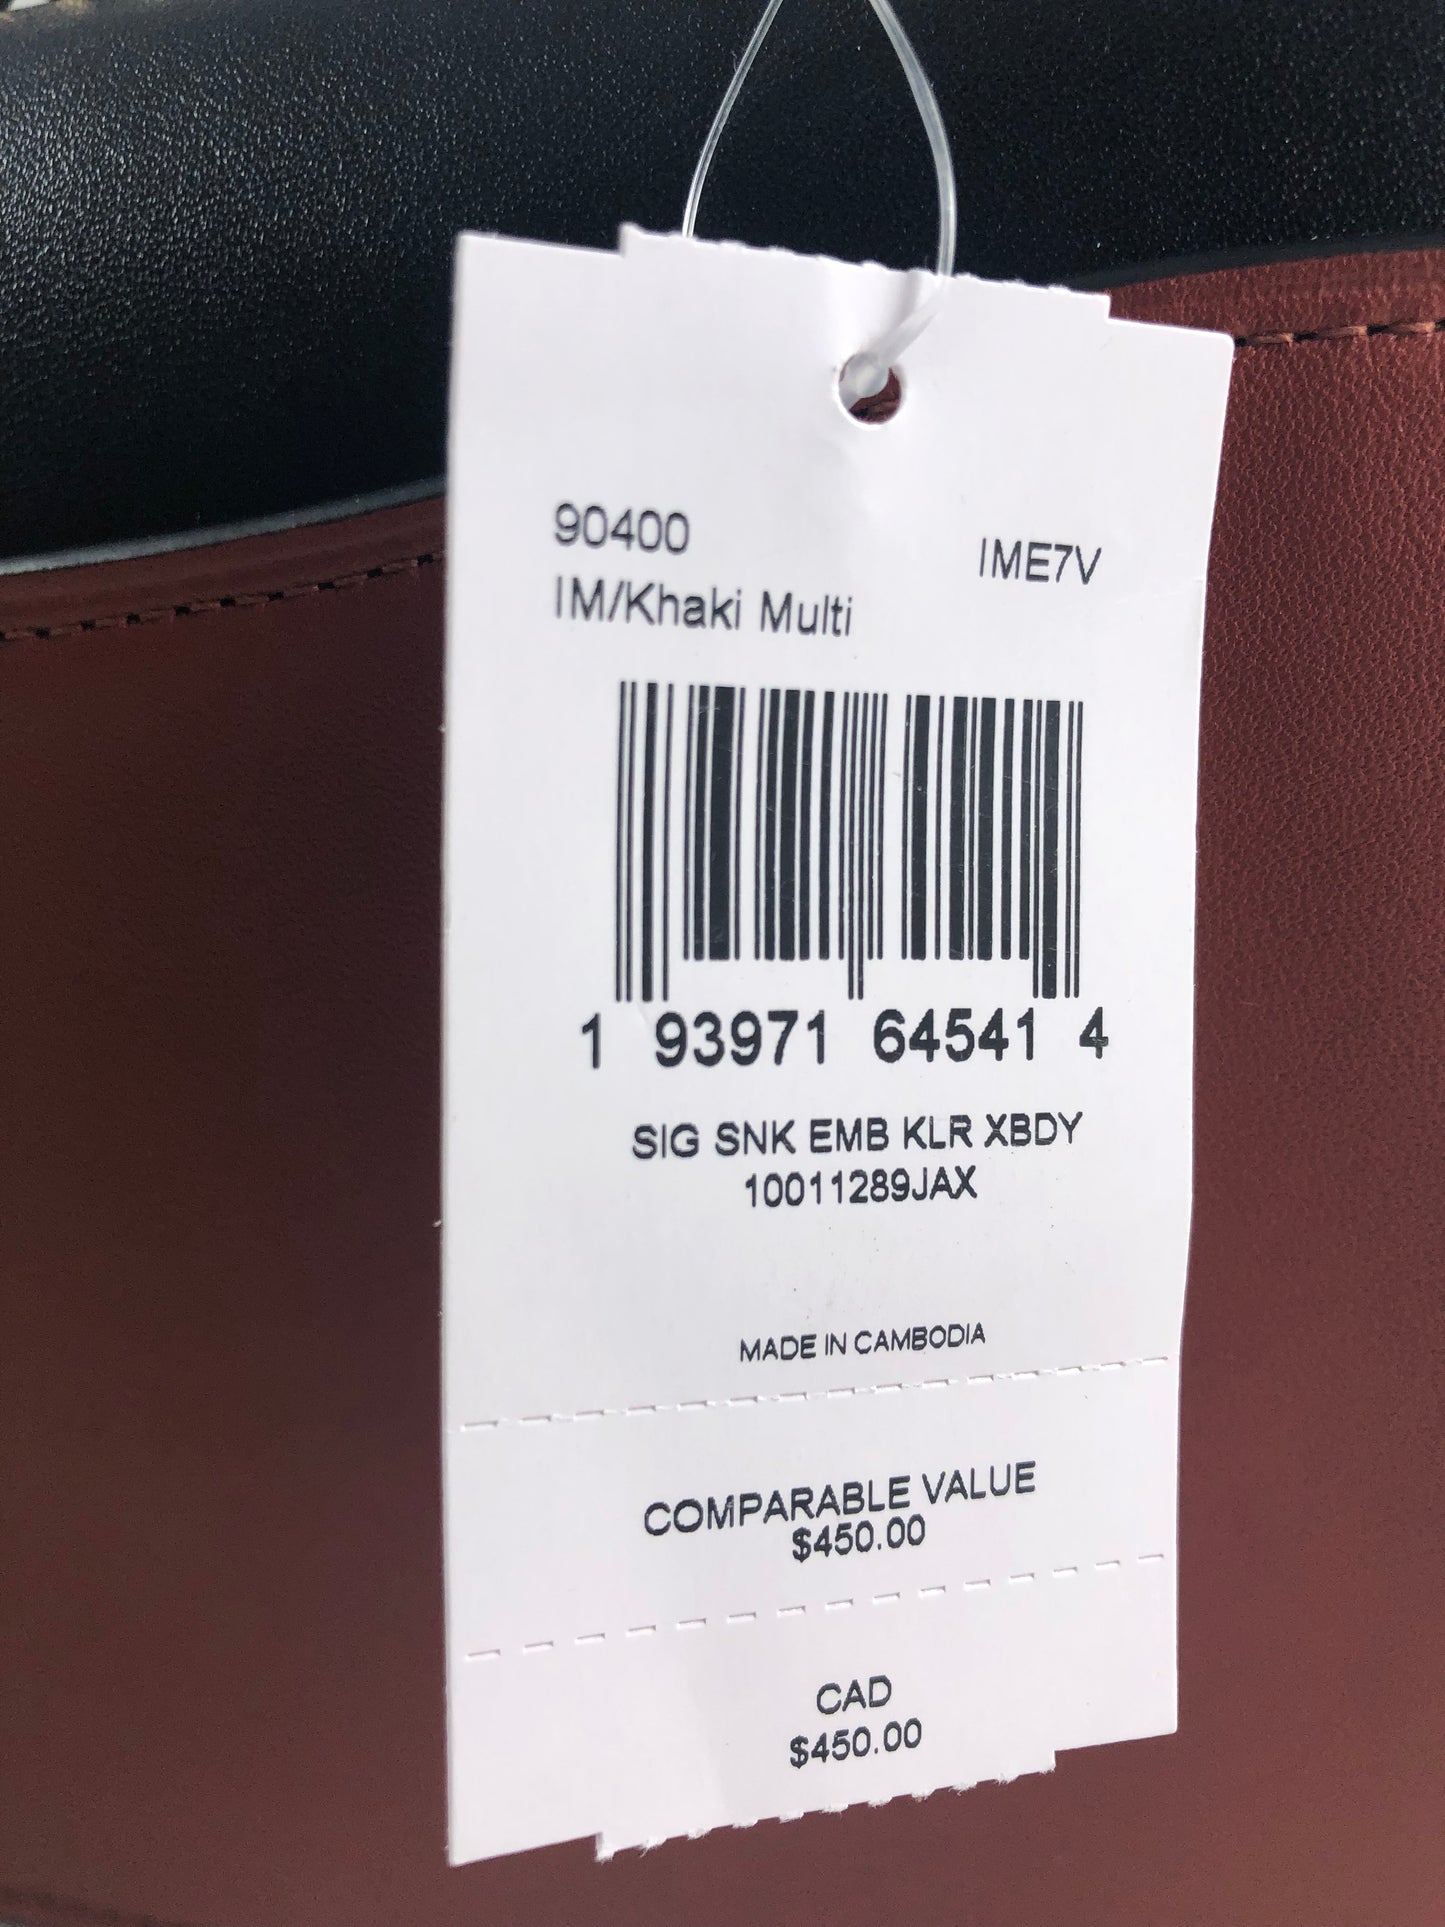 90400
IME7V
IM/Khaki Multi
1 93971 64541 4
SIG SNK EMB KLR XBDY
10011289JAX
MADE IN CAMBODIA
COMPARABLE VALUE
$450.00
CAD
$450.00